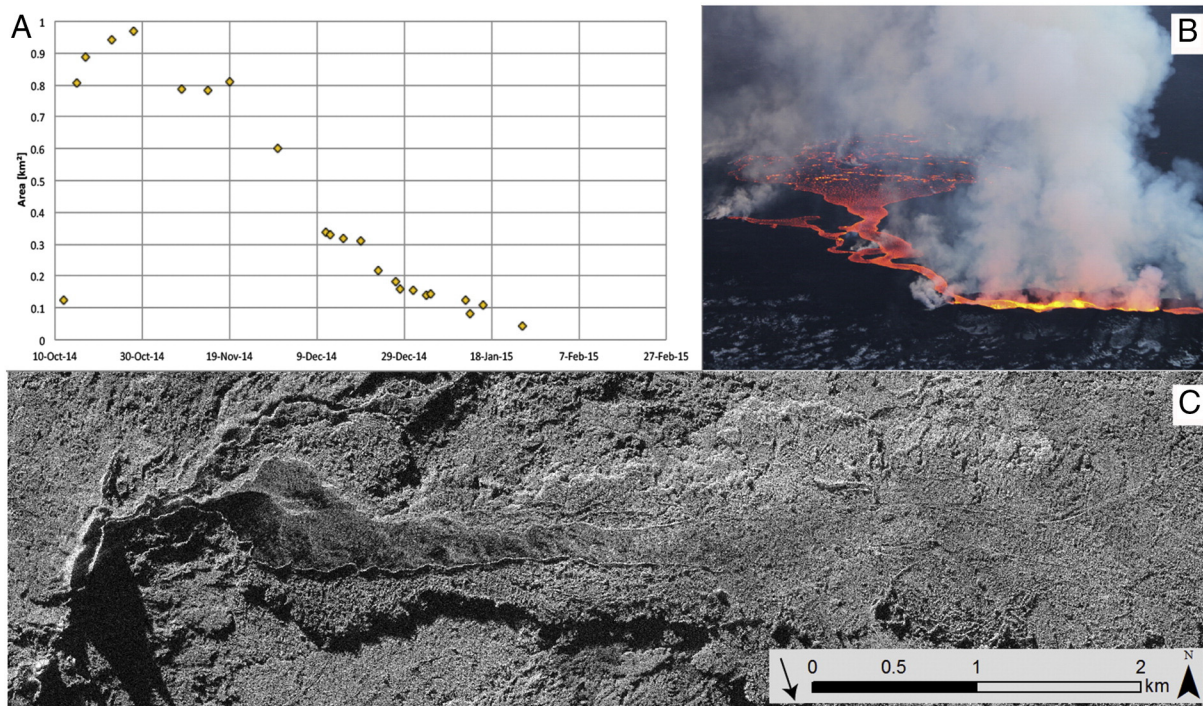 A
Area [km²]
1
0.9
0.8
0.7
0.6
0.5
0.4
0.3
0.2
0.1
0
10-Oct-14 30-Oct-14 19-Nov-14 9-Dec-14 29-Dec-14 18-Jan-15 7-Feb-15 27-Feb-15
B
C
0 0.5 1 2
km
N